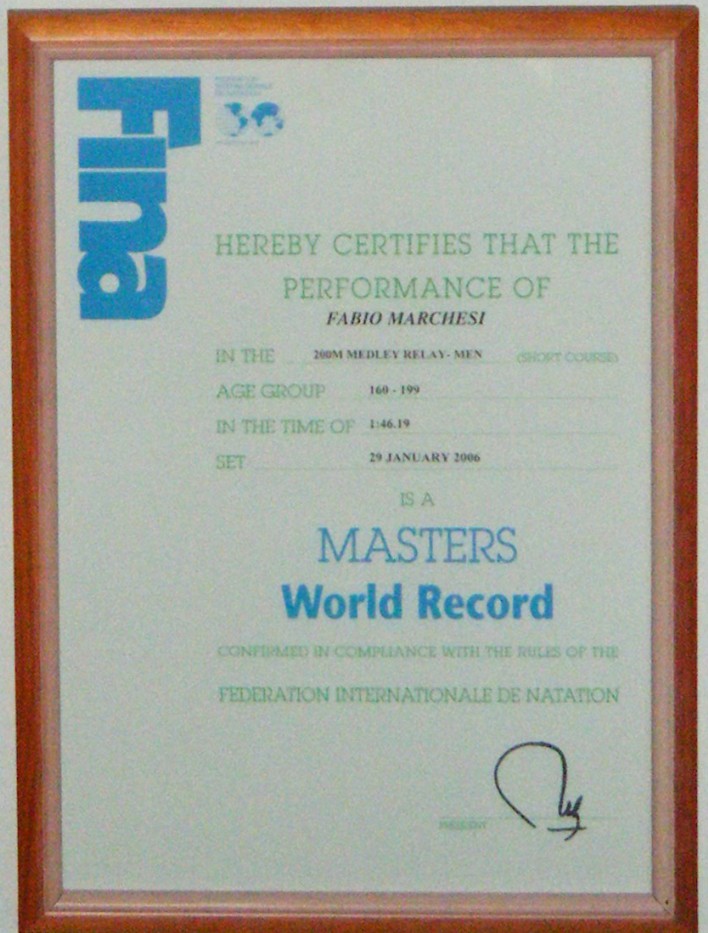 Fina
HEREBY CERTIFIES THAT THE
PERFORMANCE OF
FABIO MARCHESI
IN THE 200M MEDLEY RELAY- MEN (SHORT COURSE)
AGE GROUP 160 - 199
IN THE TIME OF 1:46.19
SET 29 JANUARY 2006
IS A
MASTERS
World Record
CONFIRMED IN COMPLIANCE WITH THE RULES OF THE
FEDERATION INTERNATIONALE DE NATATION
PRESIDENT